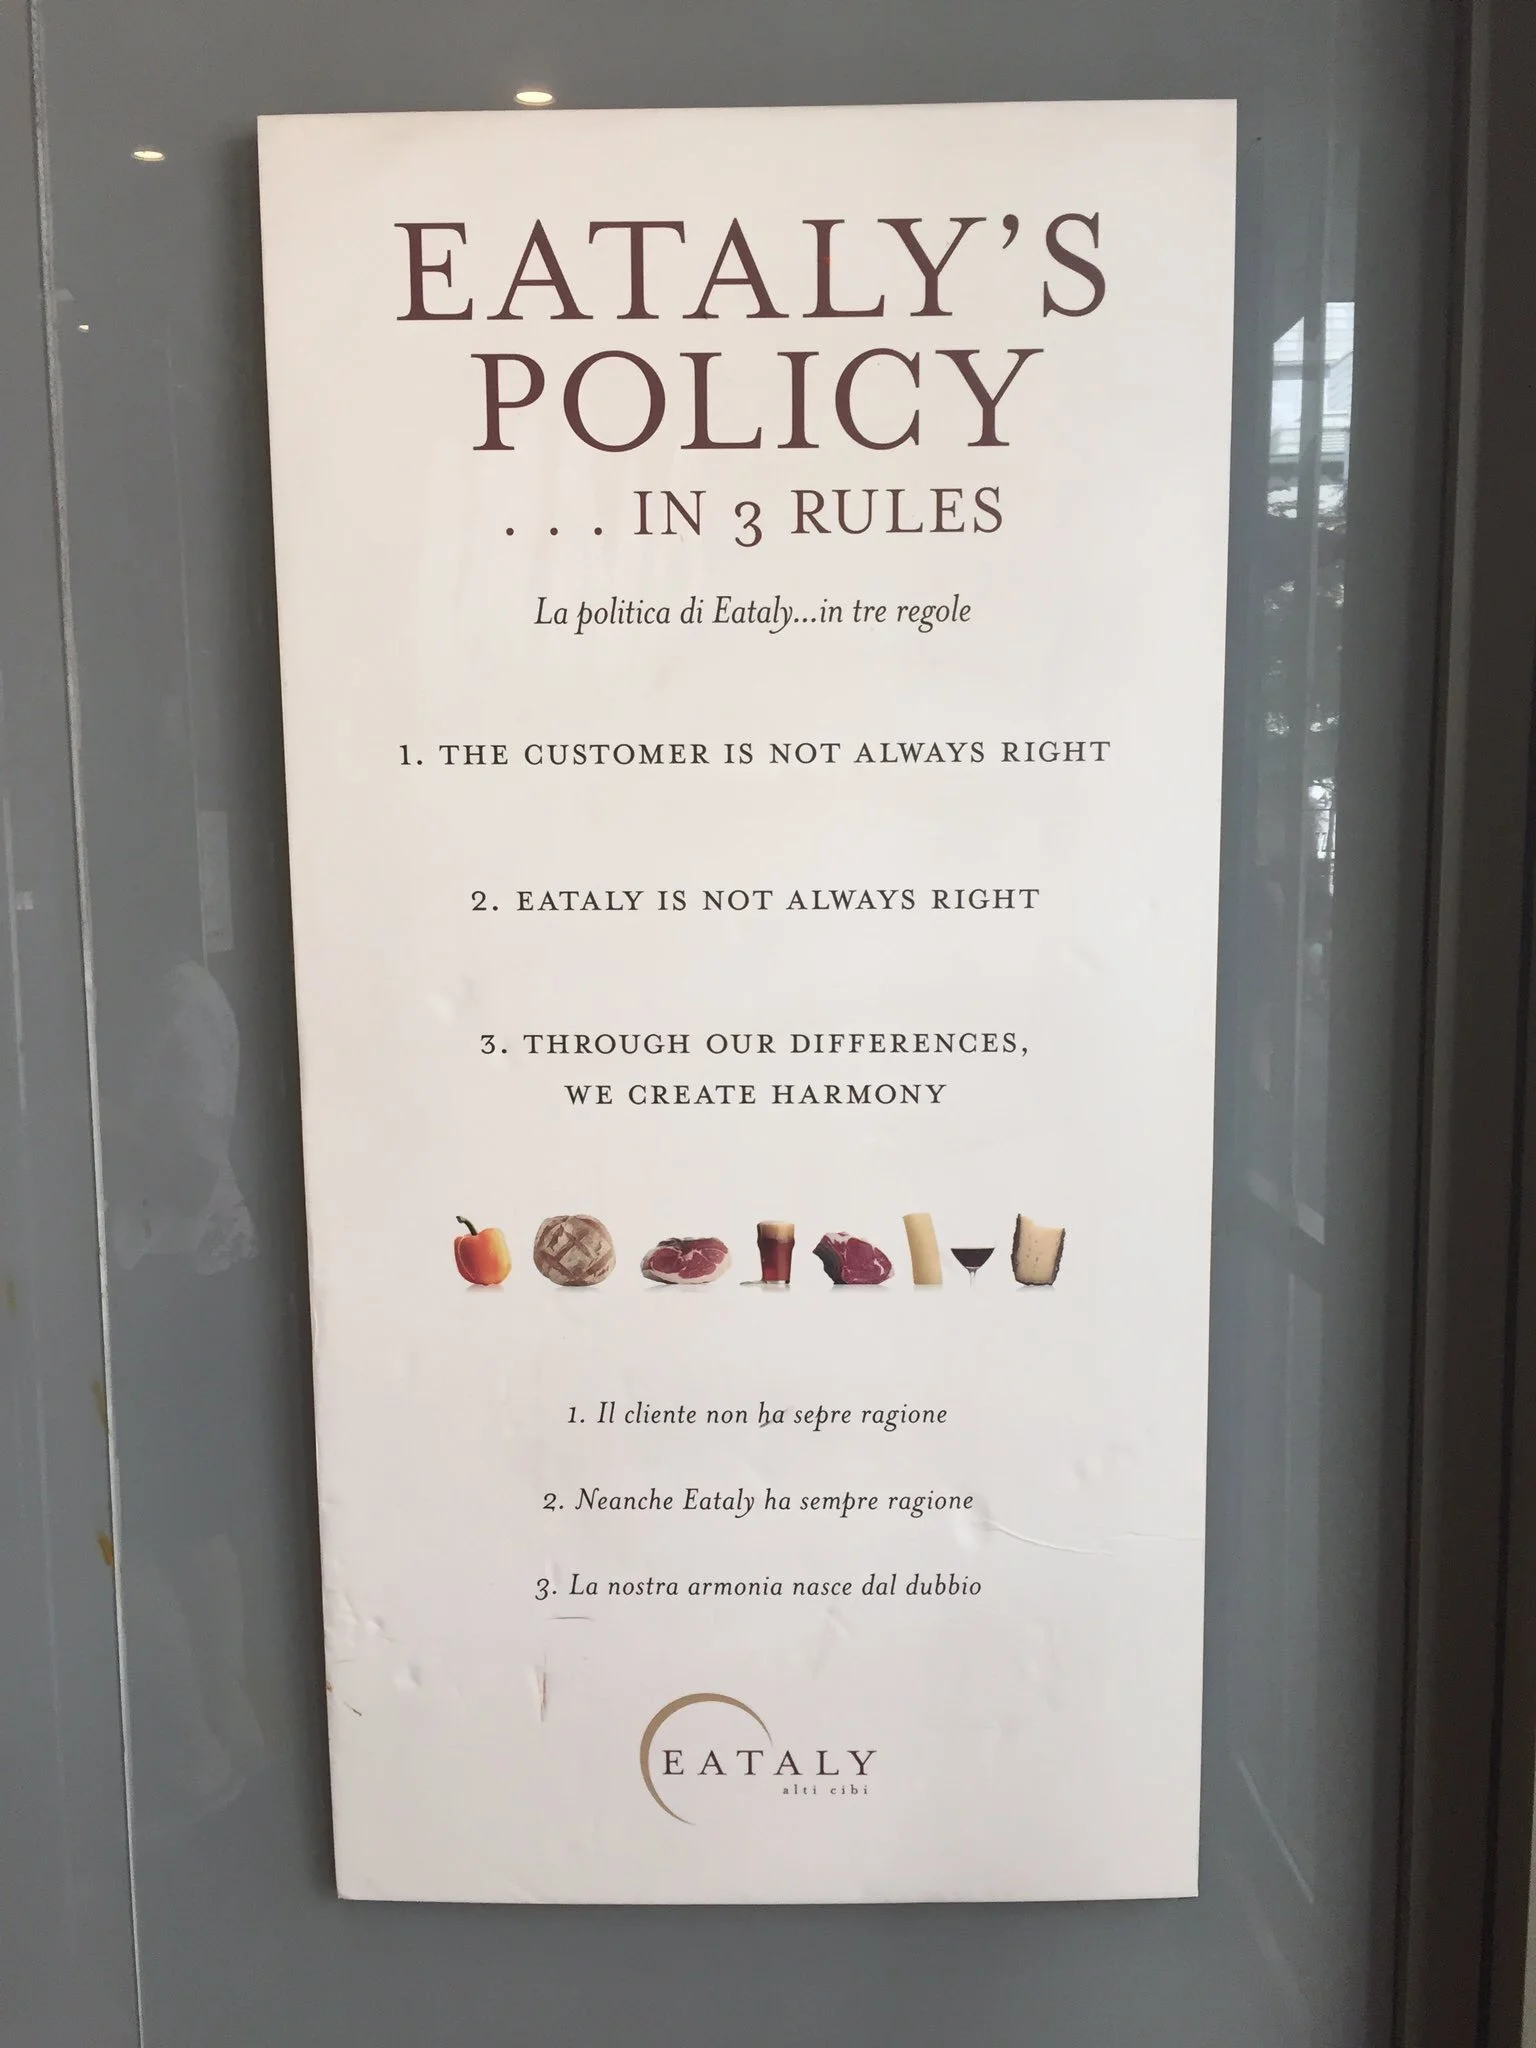 EATALY’S
POLICY
. . . IN 3 RULES
La politica di Eataly...in tre regole
1. THE CUSTOMER IS NOT ALWAYS RIGHT
2. EATALY IS NOT ALWAYS RIGHT
3. THROUGH OUR DIFFERENCES,
WE CREATE HARMONY
1. Il cliente non ha sepre ragione
2. Neanche Eataly ha sempre ragione
3. La nostra armonia nasce dal dubbio
EATALY
alti cibi